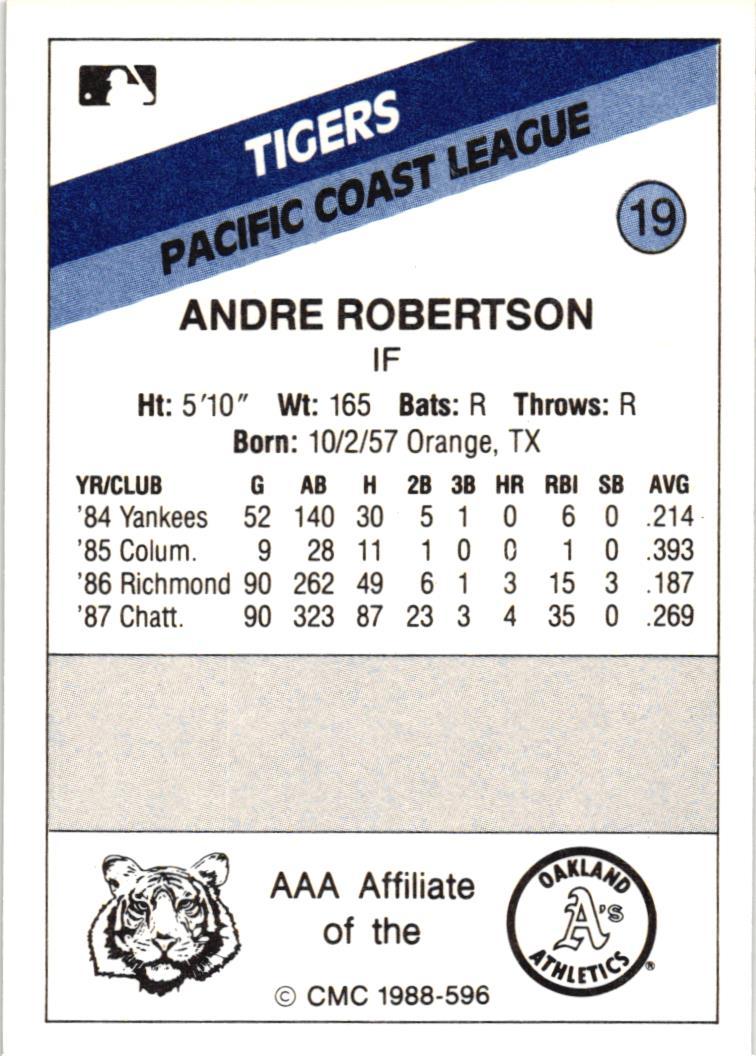 TIGERS
PACIFIC COAST LEAGUE
19
ANDRE ROBERTSON
IF
Ht: 5'10" Wt: 165 Bats: R Throws: R
Born: 10/2/57 Orange, TX
YR/CLUB G AB H 2B 3B HR RBI SB AVG
'84 Yankees 52 140 30 5 1 0 6 0 .214
'85 Colum. 9 28 11 1 0 0 1 0 .393
'86 Richmond 90 262 49 6 1 3 15 3 .187
'87 Chatt. 90 323 87 23 3 4 35 0 .269
AAA Affiliate
of the
OAKLAND
A's
ATHLETICS ®
© CMC 1988-596